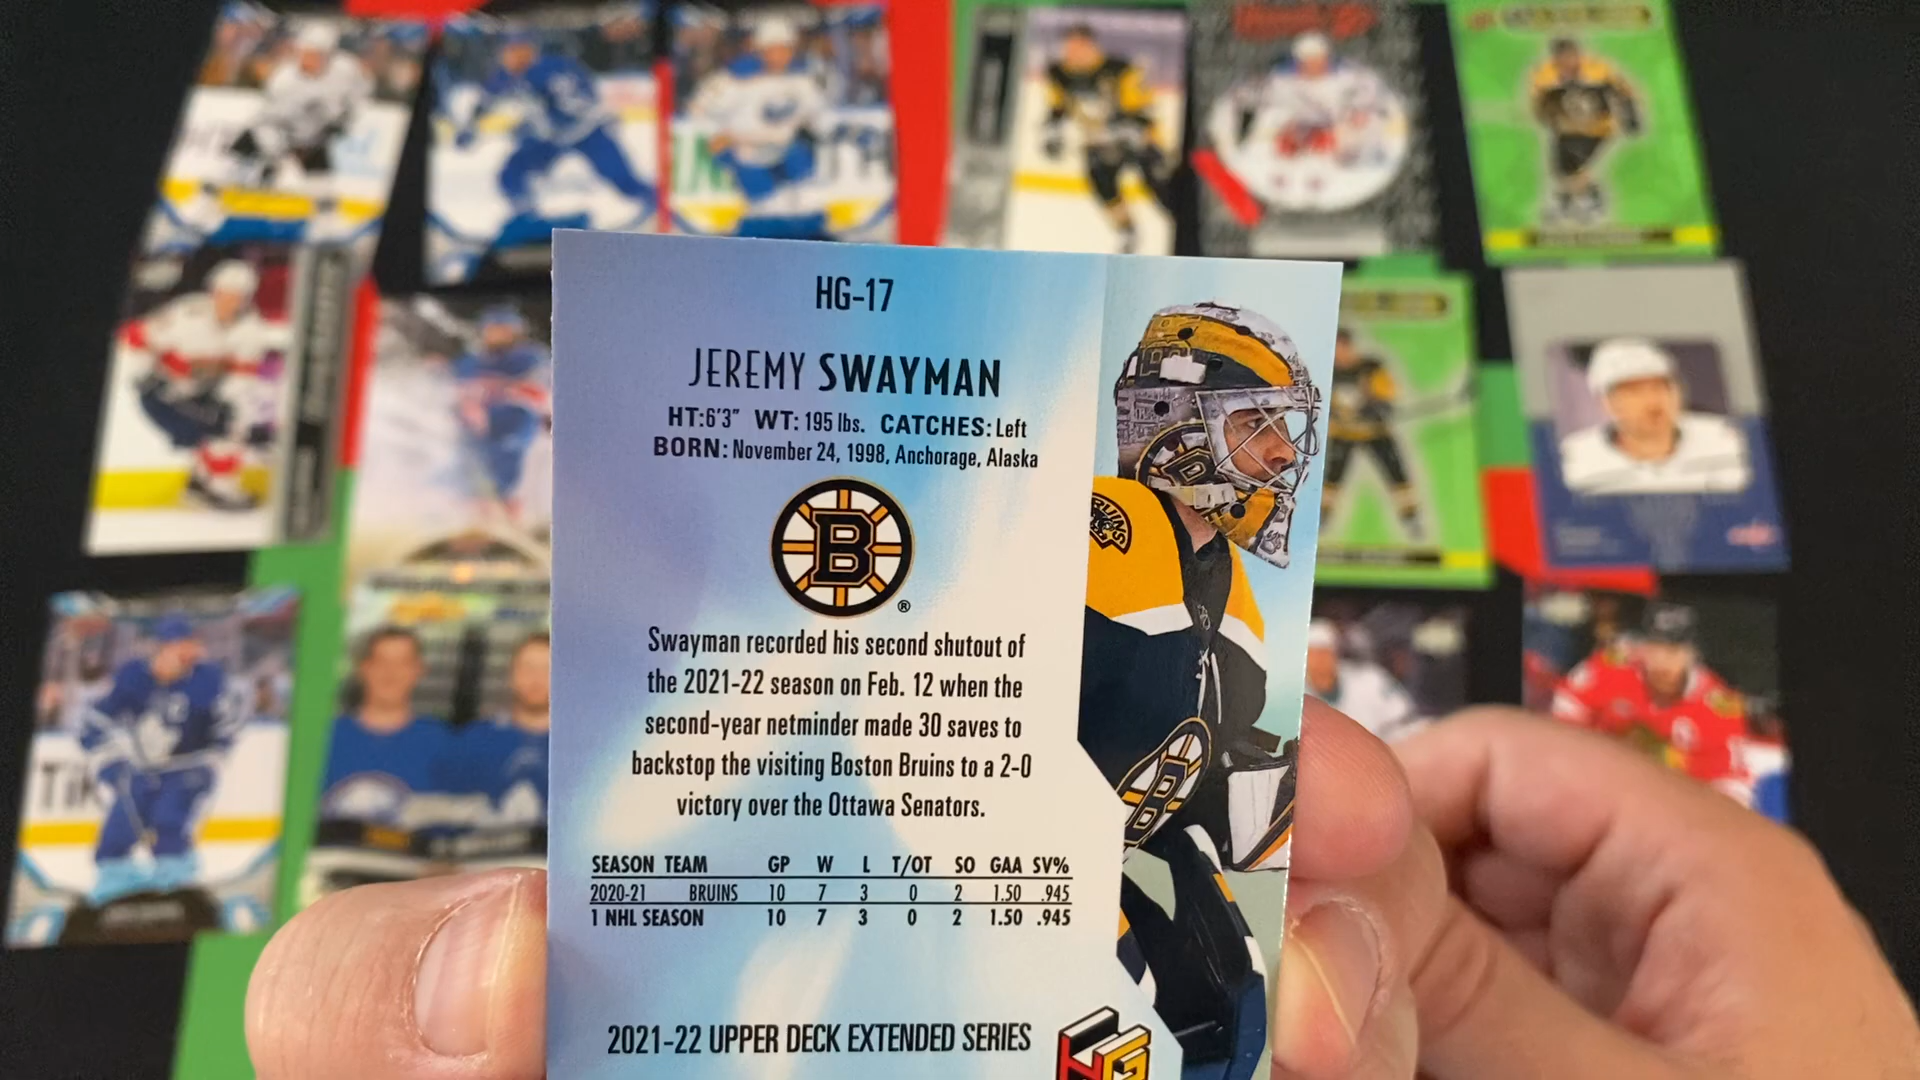 HG-17
JEREMY SWAYMAN
HT:6'3" WT: 195 lbs. CATCHES: Left
BORN: November 24, 1998, Anchorage, Alaska
B
®
Swayman recorded his second shutout of
the 2021-22 season on Feb. 12 when the
second-year netminder made 30 saves to
backstop the visiting Boston Bruins to a 2-0
victory over the Ottawa Senators.
SEASON TEAM GP W L T/OT SO GAA SV%
2020-21 BRUINS 10 7 3 0 2 1.50 .945
1 NHL SEASON 10 7 3 0 2 1.50 .945
2021-22 UPPER DECK EXTENDED SERIES
HG
BRUINS
B